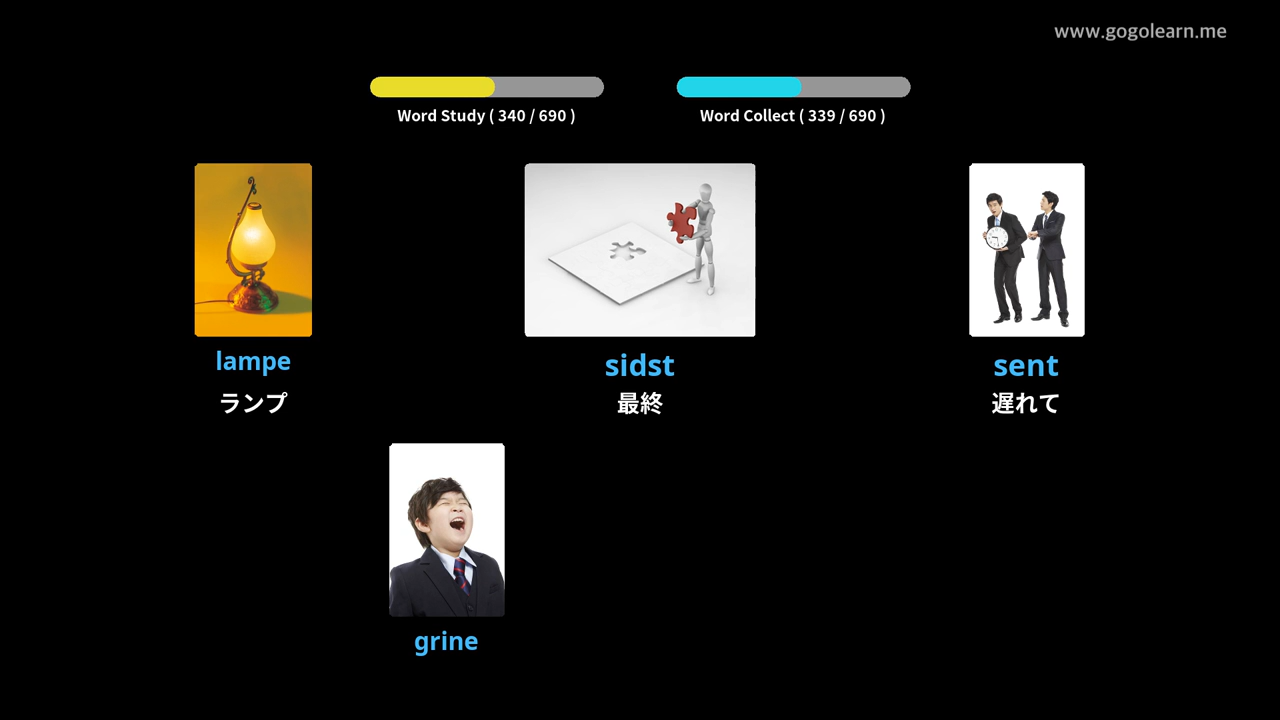 www.gogolearn.me
Word Study ( 340 / 690 )
Word Collect ( 339 / 690 )
lampe
ランプ
sidst
最終
sent
遅れて
grine